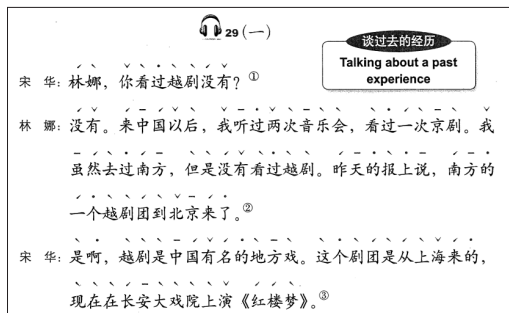 29(一)
谈过去的经历
Talking about a past
experience
宋 华:林娜,你看过越剧没有?①
林 娜:没有。来中国以后,我听过两次音乐会,看过一次京剧。我
虽然去过南方,但是没有看过越剧。昨天的报上说,南方的
一个越剧团到北京来了。②
宋 华:是啊,越剧是中国有名的地方戏。这个剧团是从上海来的,
现在在长安大戏院上演《红楼梦》。③